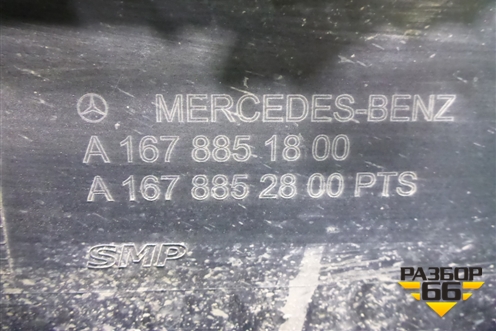 MERCEDES-BENZ
A 167 885 18 00
A 167 885 28 00 PTS
SMP
РАЗБОР
66